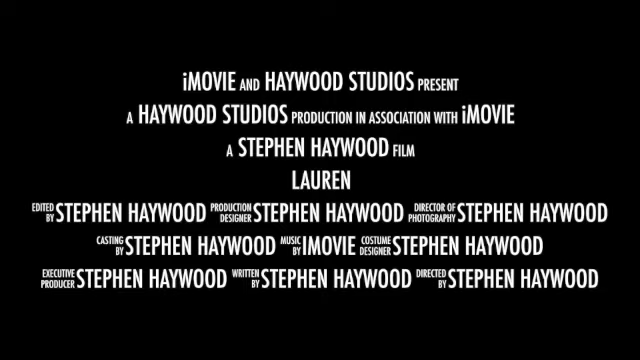 iMOVIE AND HAYWOOD STUDIOS PRESENT
A HAYWOOD STUDIOS PRODUCTION IN ASSOCIATION WITH iMOVIE
A STEPHEN HAYWOOD FILM
LAUREN
EDITED BY STEPHEN HAYWOOD PRODUCTION DESIGNER STEPHEN HAYWOOD DIRECTOR OF PHOTOGRAPHY STEPHEN HAYWOOD
CASTING BY STEPHEN HAYWOOD MUSIC BY IMOVIE COSTUME DESIGNER STEPHEN HAYWOOD
EXECUTIVE PRODUCER STEPHEN HAYWOOD WRITTEN BY STEPHEN HAYWOOD DIRECTED BY STEPHEN HAYWOOD